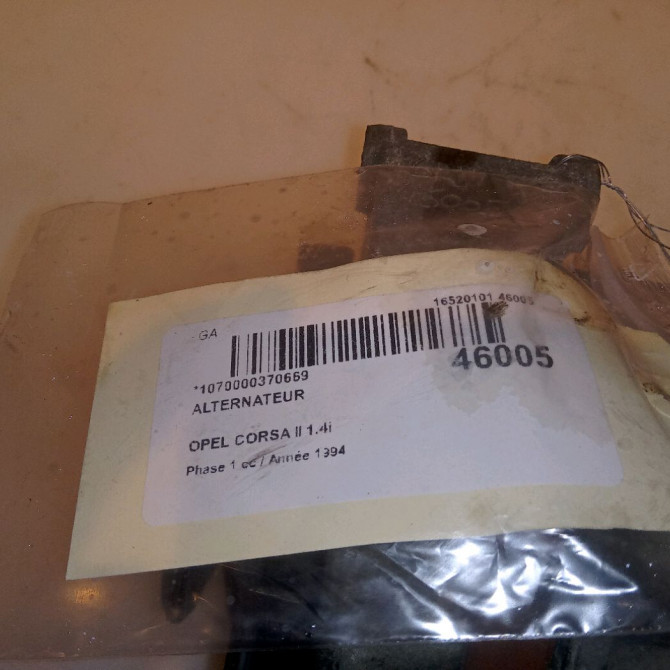 GA
16520101 46005
46005
*1070000370669
ALTERNATEUR
OPEL CORSA II 1.4i
Phase 1 cc / Année 1994